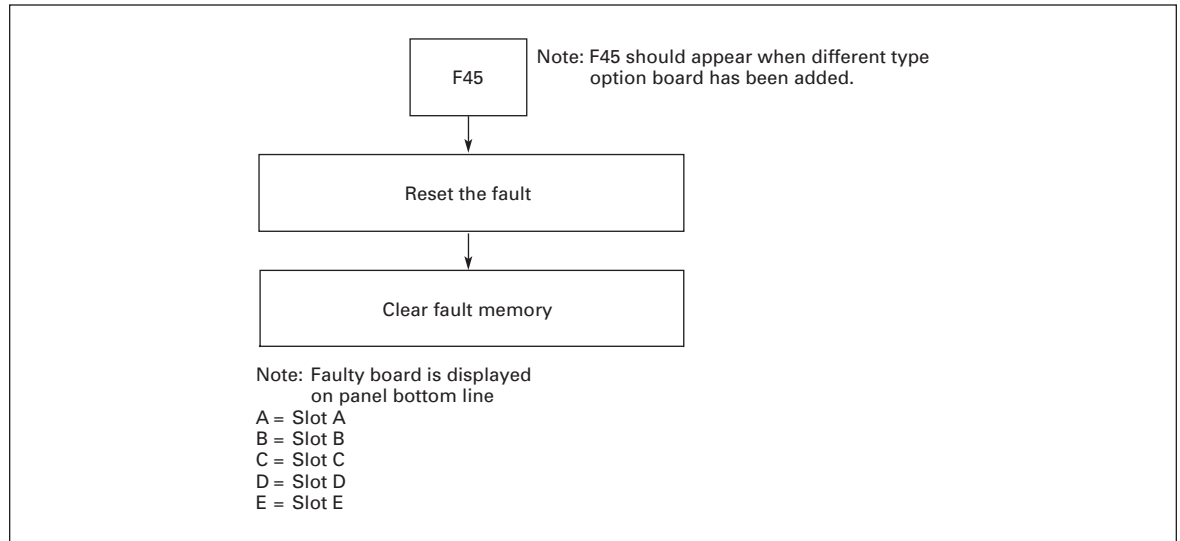 F45
Note: F45 should appear when different type
option board has been added.
Reset the fault
Clear fault memory
Note: Faulty board is displayed
on panel bottom line
A = Slot A
B = Slot B
C = Slot C
D = Slot D
E = Slot E